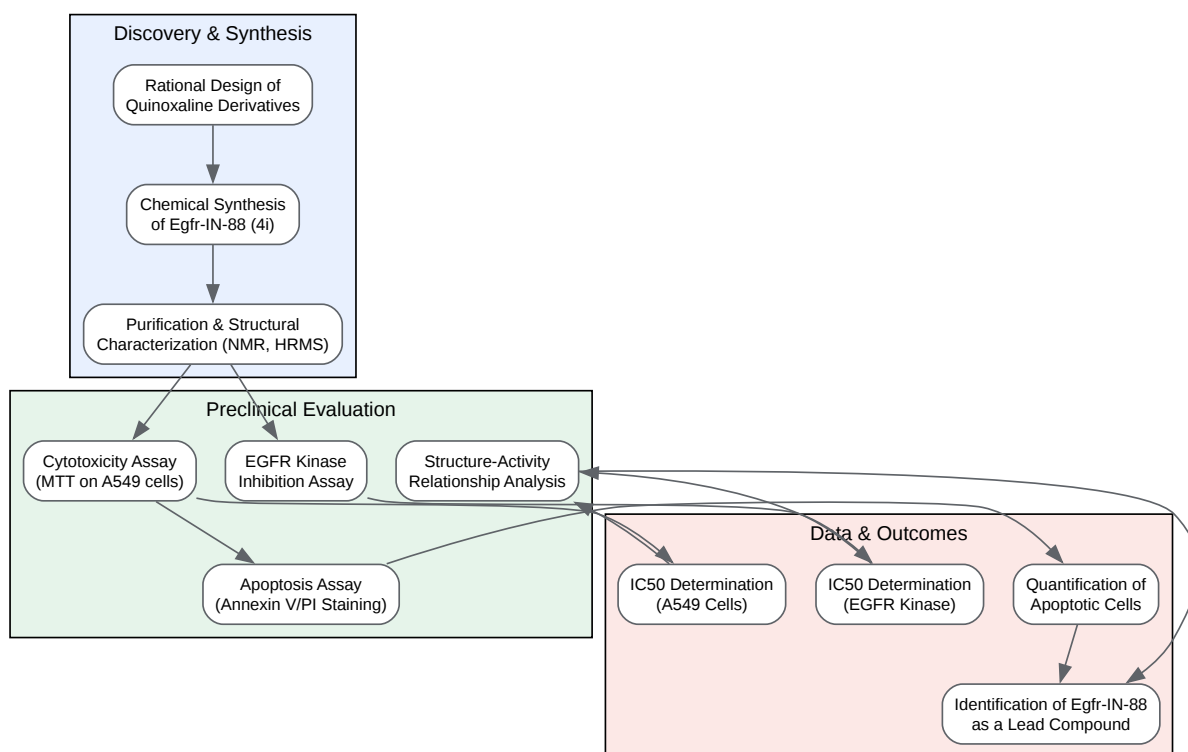 Discovery & Synthesis
Rational Design of
Quinoxaline Derivatives
Chemical Synthesis
of Egfr-IN-88 (4i)
Purification & Structural
Characterization (NMR, HRMS)
Preclinical Evaluation
Cytotoxicity Assay
(MTT on A549 cells)
EGFR Kinase
Inhibition Assay
Structure-Activity
Relationship Analysis
Apoptosis Assay
(Annexin V/PI Staining)
Data & Outcomes
IC50 Determination
(A549 Cells)
IC50 Determination
(EGFR Kinase)
Quantification of
Apoptotic Cells
Identification of Egfr-IN-88
as a Lead Compound